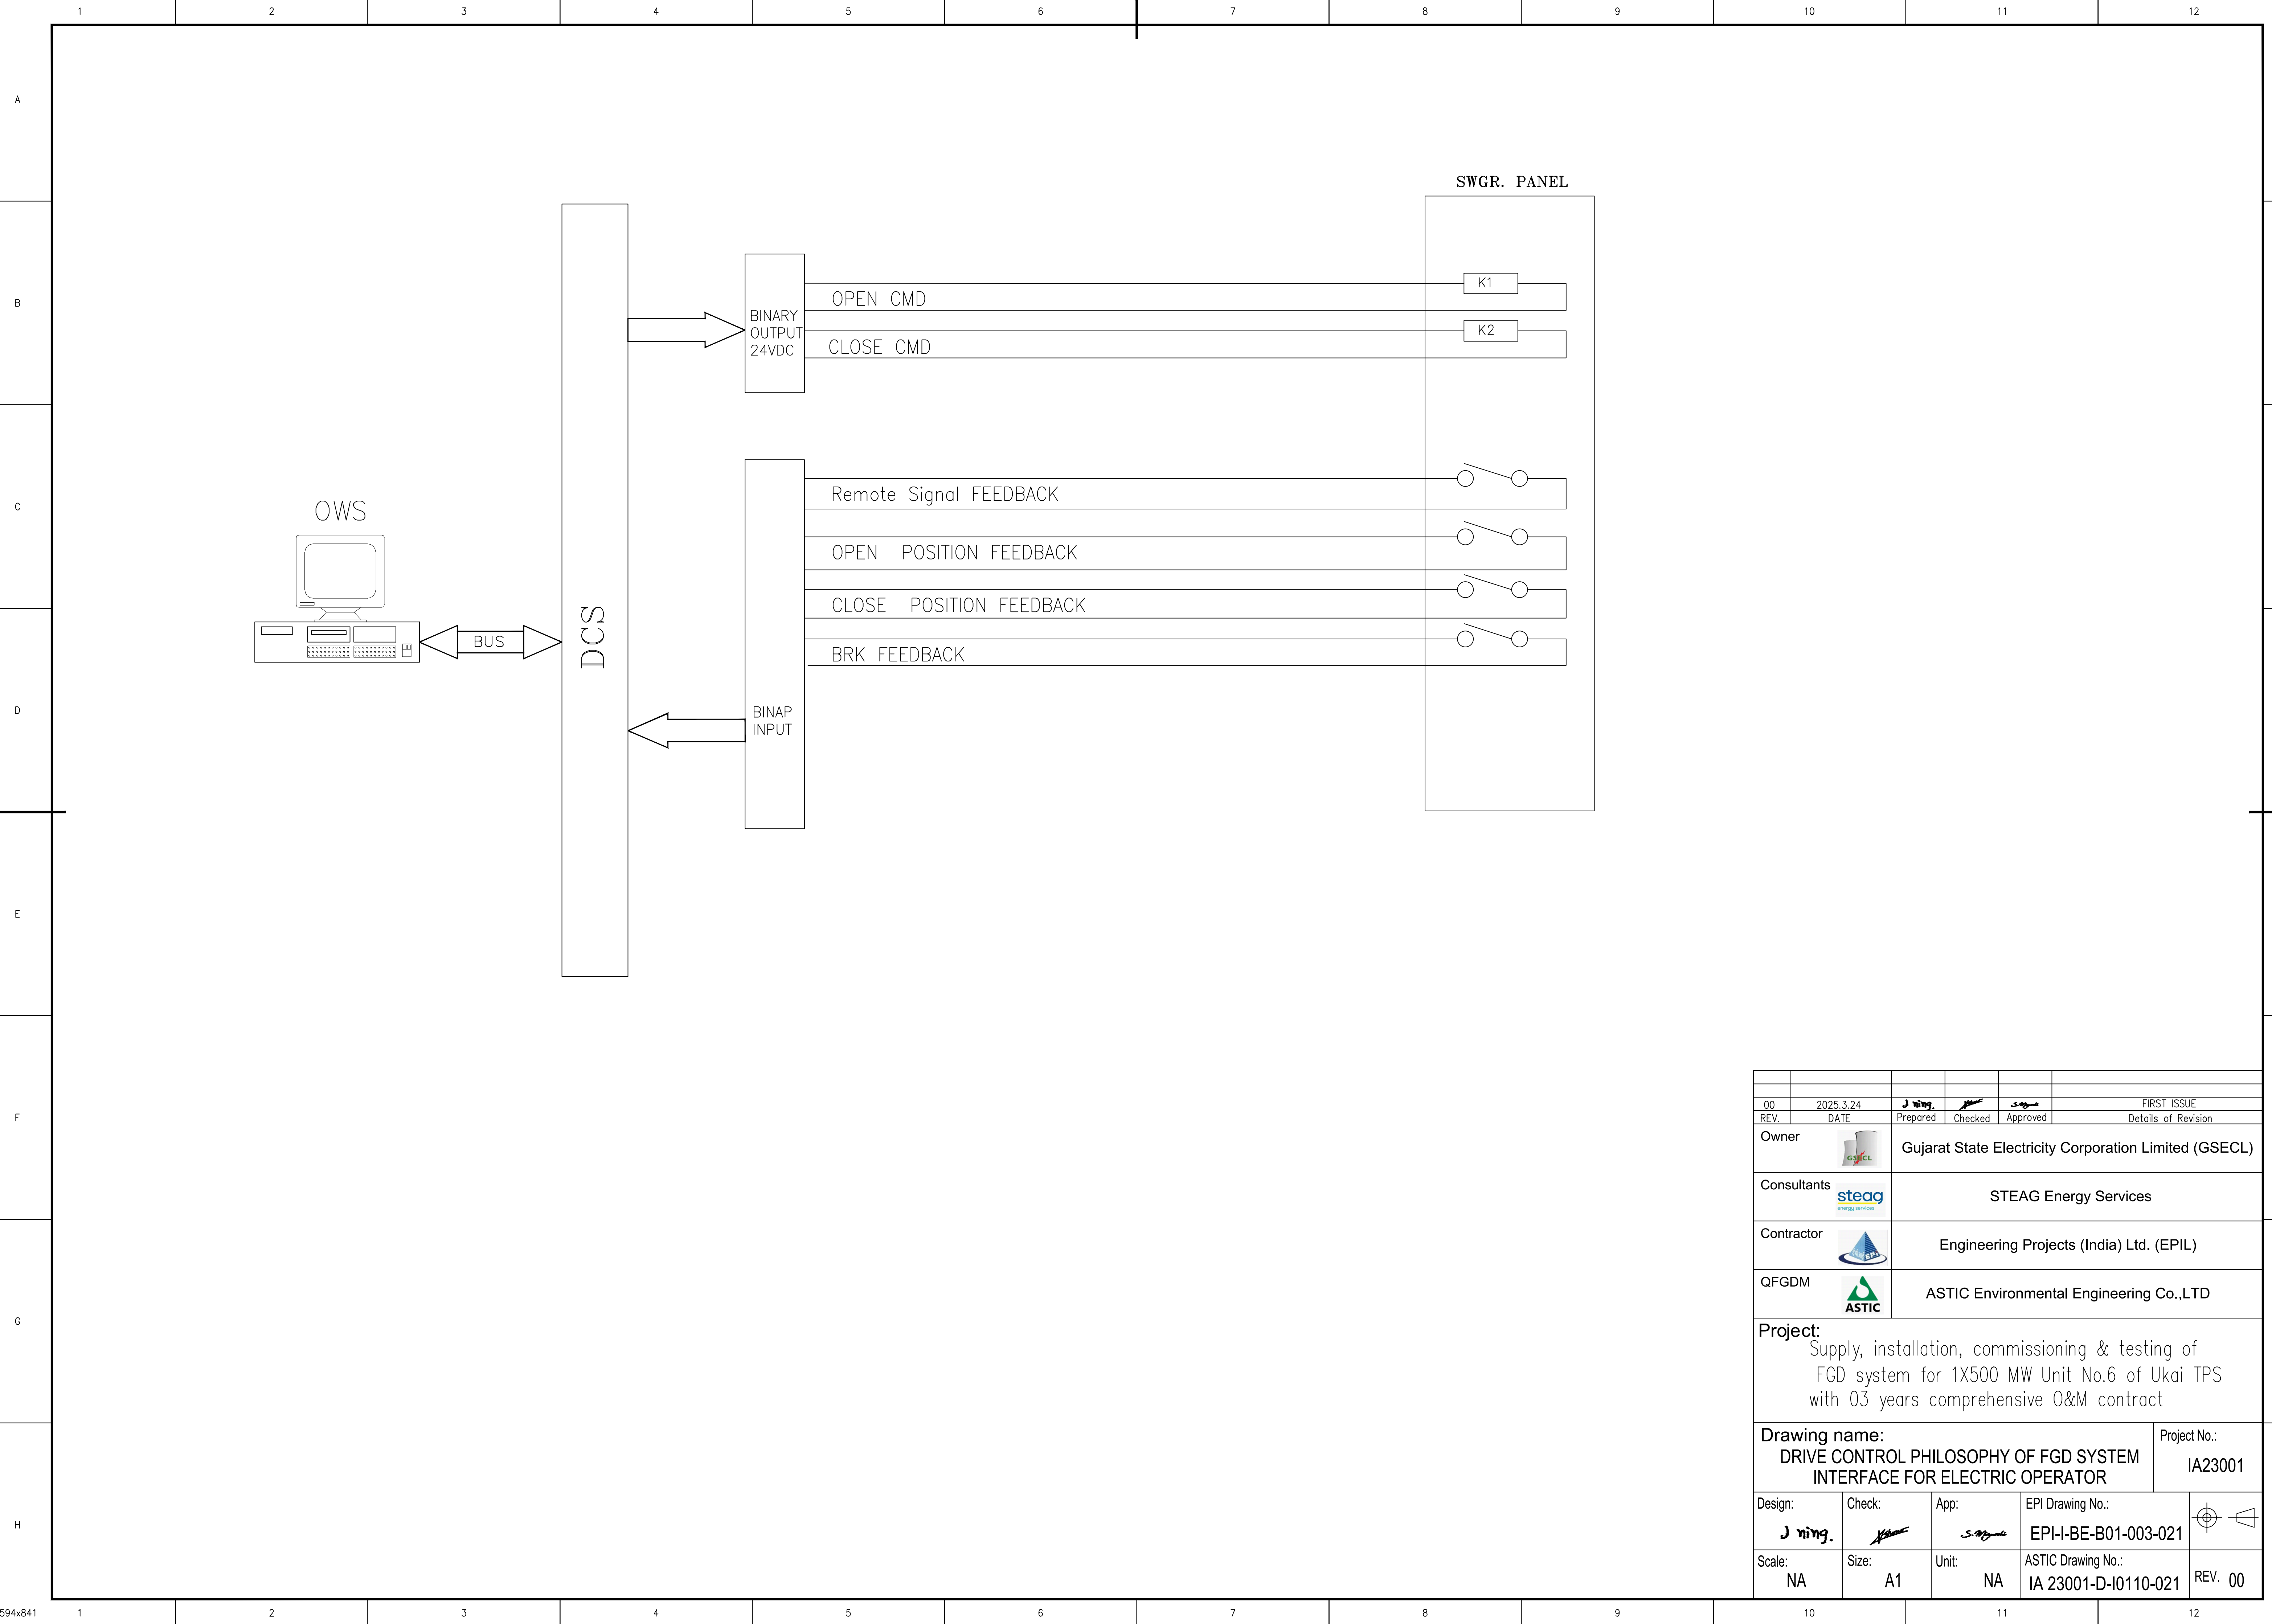 1 2 3 4 5 6 7 8 9 10 11 12
A
B
C
D
E
F
G
H
SWGR. PANEL
K1
OPEN CMD
K2
CLOSE CMD
BINARY
OUTPUT
24VDC
Remote Signal FEEDBACK
OPEN POSITION FEEDBACK
CLOSE POSITION FEEDBACK
BRK FEEDBACK
OWS
BUS
DCS
BINAP
INPUT
00 2025.3.24 J ning. FIRST ISSUE
REV. DATE Prepared Checked Approved Details of Revision
Owner GSECL Gujarat State Electricity Corporation Limited (GSECL)
Consultants steag energy services STEAG Energy Services
Contractor EPI Engineering Projects (India) Ltd. (EPIL)
QFGDM ASTIC ASTIC Environmental Engineering Co.,LTD
Project:
Supply, installation, commissioning & testing of
FGD system for 1X500 MW Unit No.6 of Ukai TPS
with 03 years comprehensive O&M contract
Drawing name:
DRIVE CONTROL PHILOSOPHY OF FGD SYSTEM
INTERFACE FOR ELECTRIC OPERATOR
Project No.:
IA23001
Design: Check: App: EPI Drawing No.:
J ning. EPI-I-BE-B01-003-021
Scale: Size: Unit: ASTIC Drawing No.:
NA A1 NA IA 23001-D-I0110-021 REV. 00
594x841 1 2 3 4 5 6 7 8 9 10 11 12